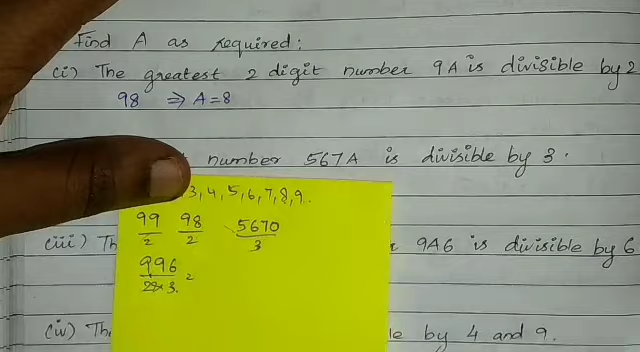 Find A as required:
(i) The greatest 2 digit number 9A is divisible by 2
98 ⇒ A=8
number 567A is divisible by 3.
3, 4, 5, 6, 7, 8, 9..
99/2 98/2 5670/3
(iii) Th 9A6 is divisible by 6
996
(iv) Th le by 4 and 9.